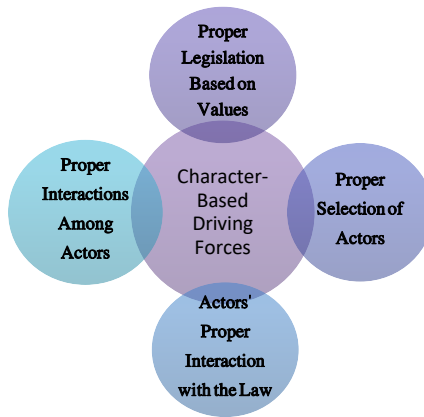 Proper
Legislation
Based on
Values
Proper
Interactions
Among
Actors
Character-
Based
Driving
Forces
Proper
Selection of
Actors
Actors'
Proper
Interaction
with the Law